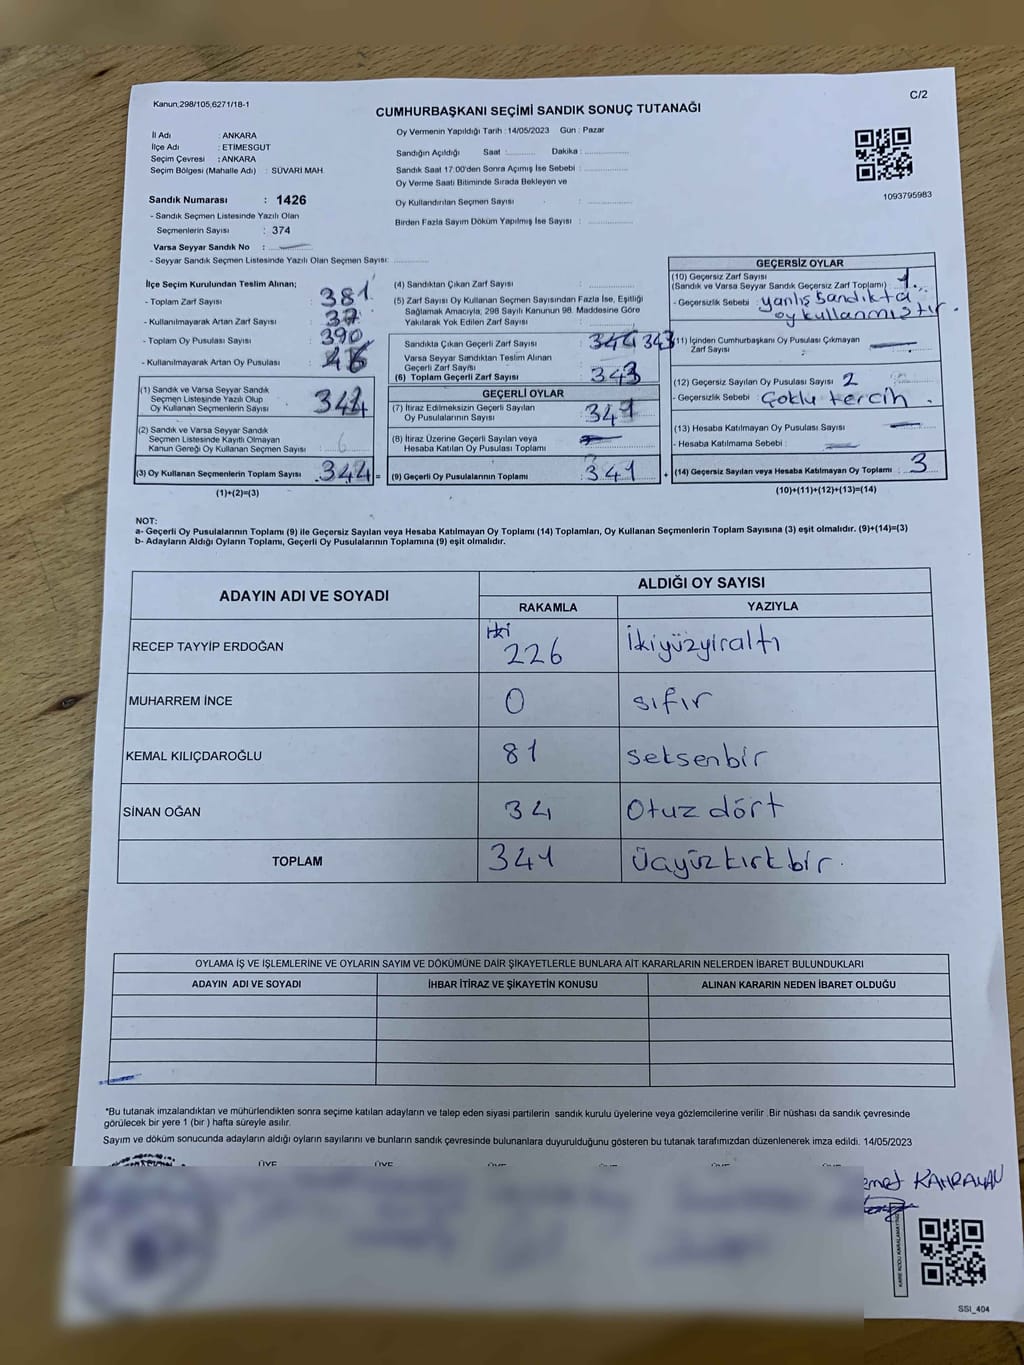 Kanun,298/105,6271/18-1
C/2
CUMHURBAŞKANI SEÇİMİ SANDIK SONUÇ TUTANAĞI
İl Adı : ANKARA
İlçe Adı : ETİMESGUT
Seçim Çevresi : ANKARA
Seçim Bölgesi (Mahalle Adı) : SÜVARİ MAH.
Oy Vermenin Yapıldığı Tarih : 14/05/2023 Gün : Pazar
Sandığın Açıldığı Saat :........... Dakika :................
Sandık Saat 17.00'den Sonra Açımış İse Sebebi :................
Oy Verme Saati Bitiminde Sırada Bekleyen ve
Oy Kullandırılan Seçmen Sayısı :................
Birden Fazla Sayım Döküm Yapılmış İse Sayısı :................
1093795983
Sandık Numarası : 1426
- Sandık Seçmen Listesinde Yazılı Olan
Seçmenlerin Sayısı : 374
Varsa Seyyar Sandık No :
- Seyyar Sandık Seçmen Listesinde Yazılı Olan Seçmen Sayısı:............
İlçe Seçim Kurulundan Teslim Alınan;
- Toplam Zarf Sayısı : 381
- Kullanılmayarak Artan Zarf Sayısı : 37
- Toplam Oy Pusulası Sayısı : 390
- Kullanılmayarak Artan Oy Pusulası : 46
(1) Sandık ve Varsa Seyyar Sandık
Seçmen Listesinde Yazılı Olup
Oy Kullanan Seçmenlerin Sayısı : 344
(2) Sandık ve Varsa Seyyar Sandık
Seçmen Listesinde Kayıtlı Olmayan
Kanun Gereği Oy Kullanan Seçmen Sayısı :
(3) Oy Kullanan Seçmenlerin Toplam Sayısı : 344 =
(1)+(2)=(3)
(4) Sandıktan Çıkan Zarf Sayısı :
(5) Zarf Sayısı Oy Kullanan Seçmen Sayısından Fazla İse, Eşitliği
Sağlamak Amacıyla; 298 Sayılı Kanunun 98. Maddesine Göre
Yakılarak Yok Edilen Zarf Sayısı :
Sandıkta Çıkan Geçerli Zarf Sayısı : 344 343
Varsa Seyyar Sandıktan Teslim Alınan
Geçerli Zarf Sayısı :
(6) Toplam Geçerli Zarf Sayısı : 343
GEÇERLİ OYLAR
(7) İtiraz Edilmeksizin Geçerli Sayılan
Oy Pusulalarının Sayısı : 341
(8) İtiraz Üzerine Geçerli Sayılan veya
Hesaba Katılan Oy Pusulası Toplamı :
(9) Geçerli Oy Pusulalarının Toplamı : 341 +
GEÇERSİZ OYLAR
(10) Geçersiz Zarf Sayısı
(Sandık ve Varsa Seyyar Sandık Geçersiz Zarf Toplamı) : 1
- Geçersizlik Sebebi : yanlış Sandıkta
oy kullanmıştır.
(11) İçinden Cumhurbaşkanı Oy Pusulası Çıkmayan
Zarf Sayısı :
(12) Geçersiz Sayılan Oy Pusulası Sayısı : 2
- Geçersizlik Sebebi : Çoklu tercih.
(13) Hesaba Katılmayan Oy Pusulası Sayısı :
- Hesaba Katılmama Sebebi :
(14) Geçersiz Sayılan veya Hesaba Katılmayan Oy Toplamı : 3
(10)+(11)+(12)+(13)=(14)
NOT:
a- Geçerli Oy Pusulalarının Toplamı (9) ile Geçersiz Sayılan veya Hesaba Katılmayan Oy Toplamı (14) Toplamları, Oy Kullanan Seçmenlerin Toplam Sayısına (3) eşit olmalıdır. (9)+(14)=(3)
b- Adayların Aldığı Oyların Toplamı, Geçerli Oy Pusulalarının Toplamına (9) eşit olmalıdır.
ADAYIN ADI VE SOYADI ALDIĞI OY SAYISI
RAKAMLA YAZIYLA
RECEP TAYYİP ERDOĞAN 226 İkiyüzyiraltı
MUHARREM İNCE 0 sıfır
KEMAL KILIÇDAROĞLU 81 seksenbir
SİNAN OĞAN 34 Otuz dört
TOPLAM 341 Üçyüzkırkbir.
OYLAMA İŞ VE İŞLEMLERİNE VE OYLARIN SAYIM VE DÖKÜMÜNE DAİR ŞİKAYETLERLE BUNLARA AİT KARARLARIN NELERDEN İBARET BULUNDUKLARI
ADAYIN ADI VE SOYADI İHBAR İTİRAZ VE ŞİKAYETİN KONUSU ALINAN KARARIN NEDEN İBARET OLDUĞU
*Bu tutanak imzalandıktan ve mühürlendikten sonra seçime katılan adayların ve talep eden siyasi partilerin sandık kurulu üyelerine veya gözlemcilerine verilir .Bir nüshası da sandık çevresinde
görülecek bir yere 1 (bir ) hafta süreyle asılır.
Sayım ve döküm sonucunda adayların aldığı oyların sayılarını ve bunların sandık çevresinde bulunanlara duyurulduğunu gösteren bu tutanak tarafımızdan düzenlenerek imza edildi. 14/05/2023
ÜYE ÜYE ÜYE ÜYE ÜYE ÜYE
KAHRAMAN
SSI_404